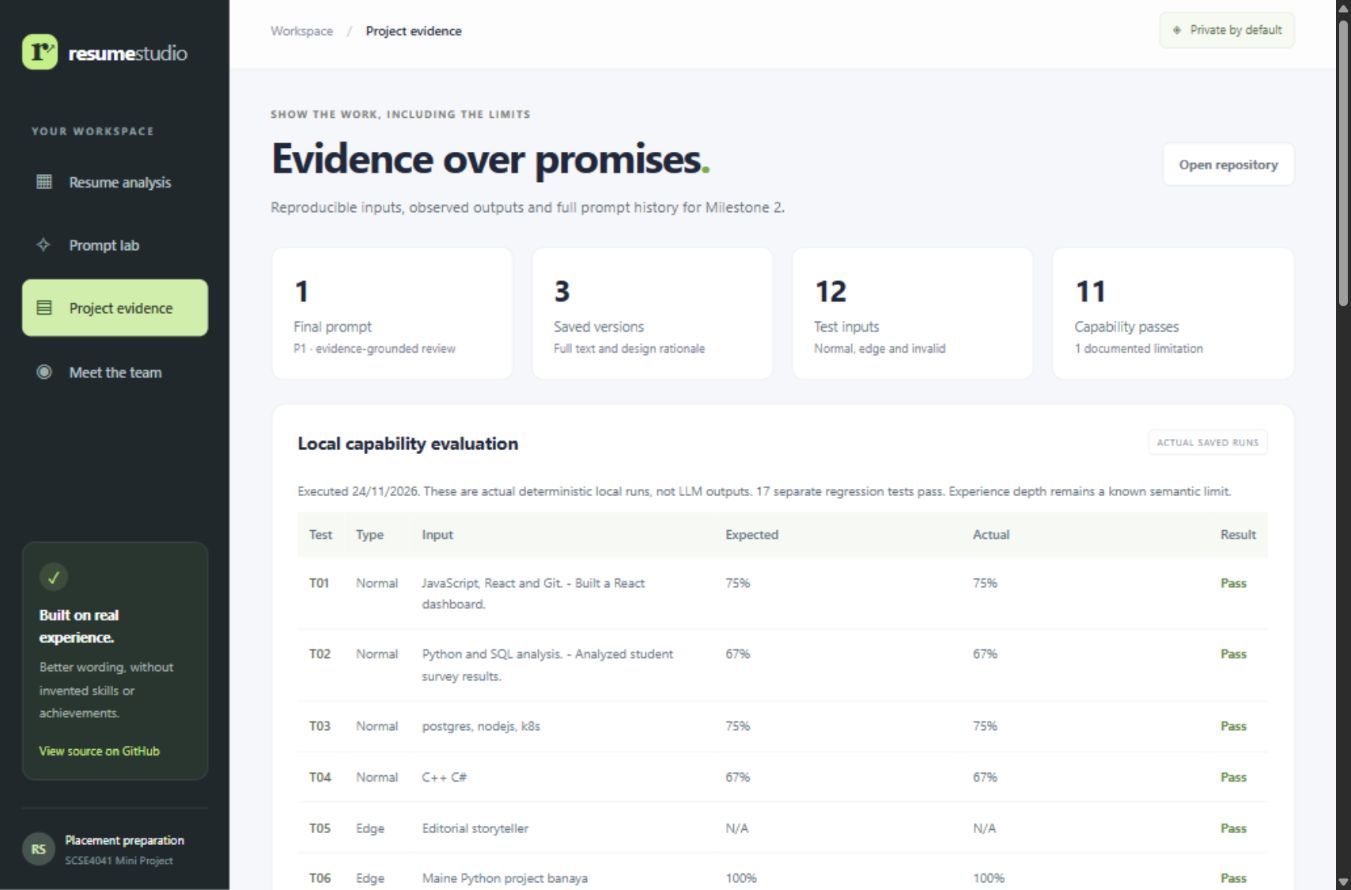 resumestudio
YOUR WORKSPACE
Resume analysis
Prompt lab
Project evidence
Meet the team
✓
Built on real
experience.
Better wording, without
invented skills or
achievements.
View source on GitHub
RS
Placement preparation
SCSE4041 Mini Project
Workspace / Project evidence
Private by default
SHOW THE WORK, INCLUDING THE LIMITS
Evidence over promises.
Open repository
Reproducible inputs, observed outputs and full prompt history for Milestone 2.
1
Final prompt
P1 · evidence-grounded review
3
Saved versions
Full text and design rationale
12
Test inputs
Normal, edge and invalid
11
Capability passes
1 documented limitation
Local capability evaluation
ACTUAL SAVED RUNS
Executed 24/11/2026. These are actual deterministic local runs, not LLM outputs. 17 separate regression tests pass. Experience depth remains a known semantic limit.
Test Type Input Expected Actual Result
T01 Normal JavaScript, React and Git. - Built a React 75% 75% Pass
dashboard.
T02 Normal Python and SQL analysis. - Analyzed student 67% 67% Pass
survey results.
T03 Normal postgres, nodejs, k8s 75% 75% Pass
T04 Normal C++ C# 67% 67% Pass
T05 Edge Editorial storyteller N/A N/A Pass
T06 Edge Maine Python project banaya 100% 100% Pass